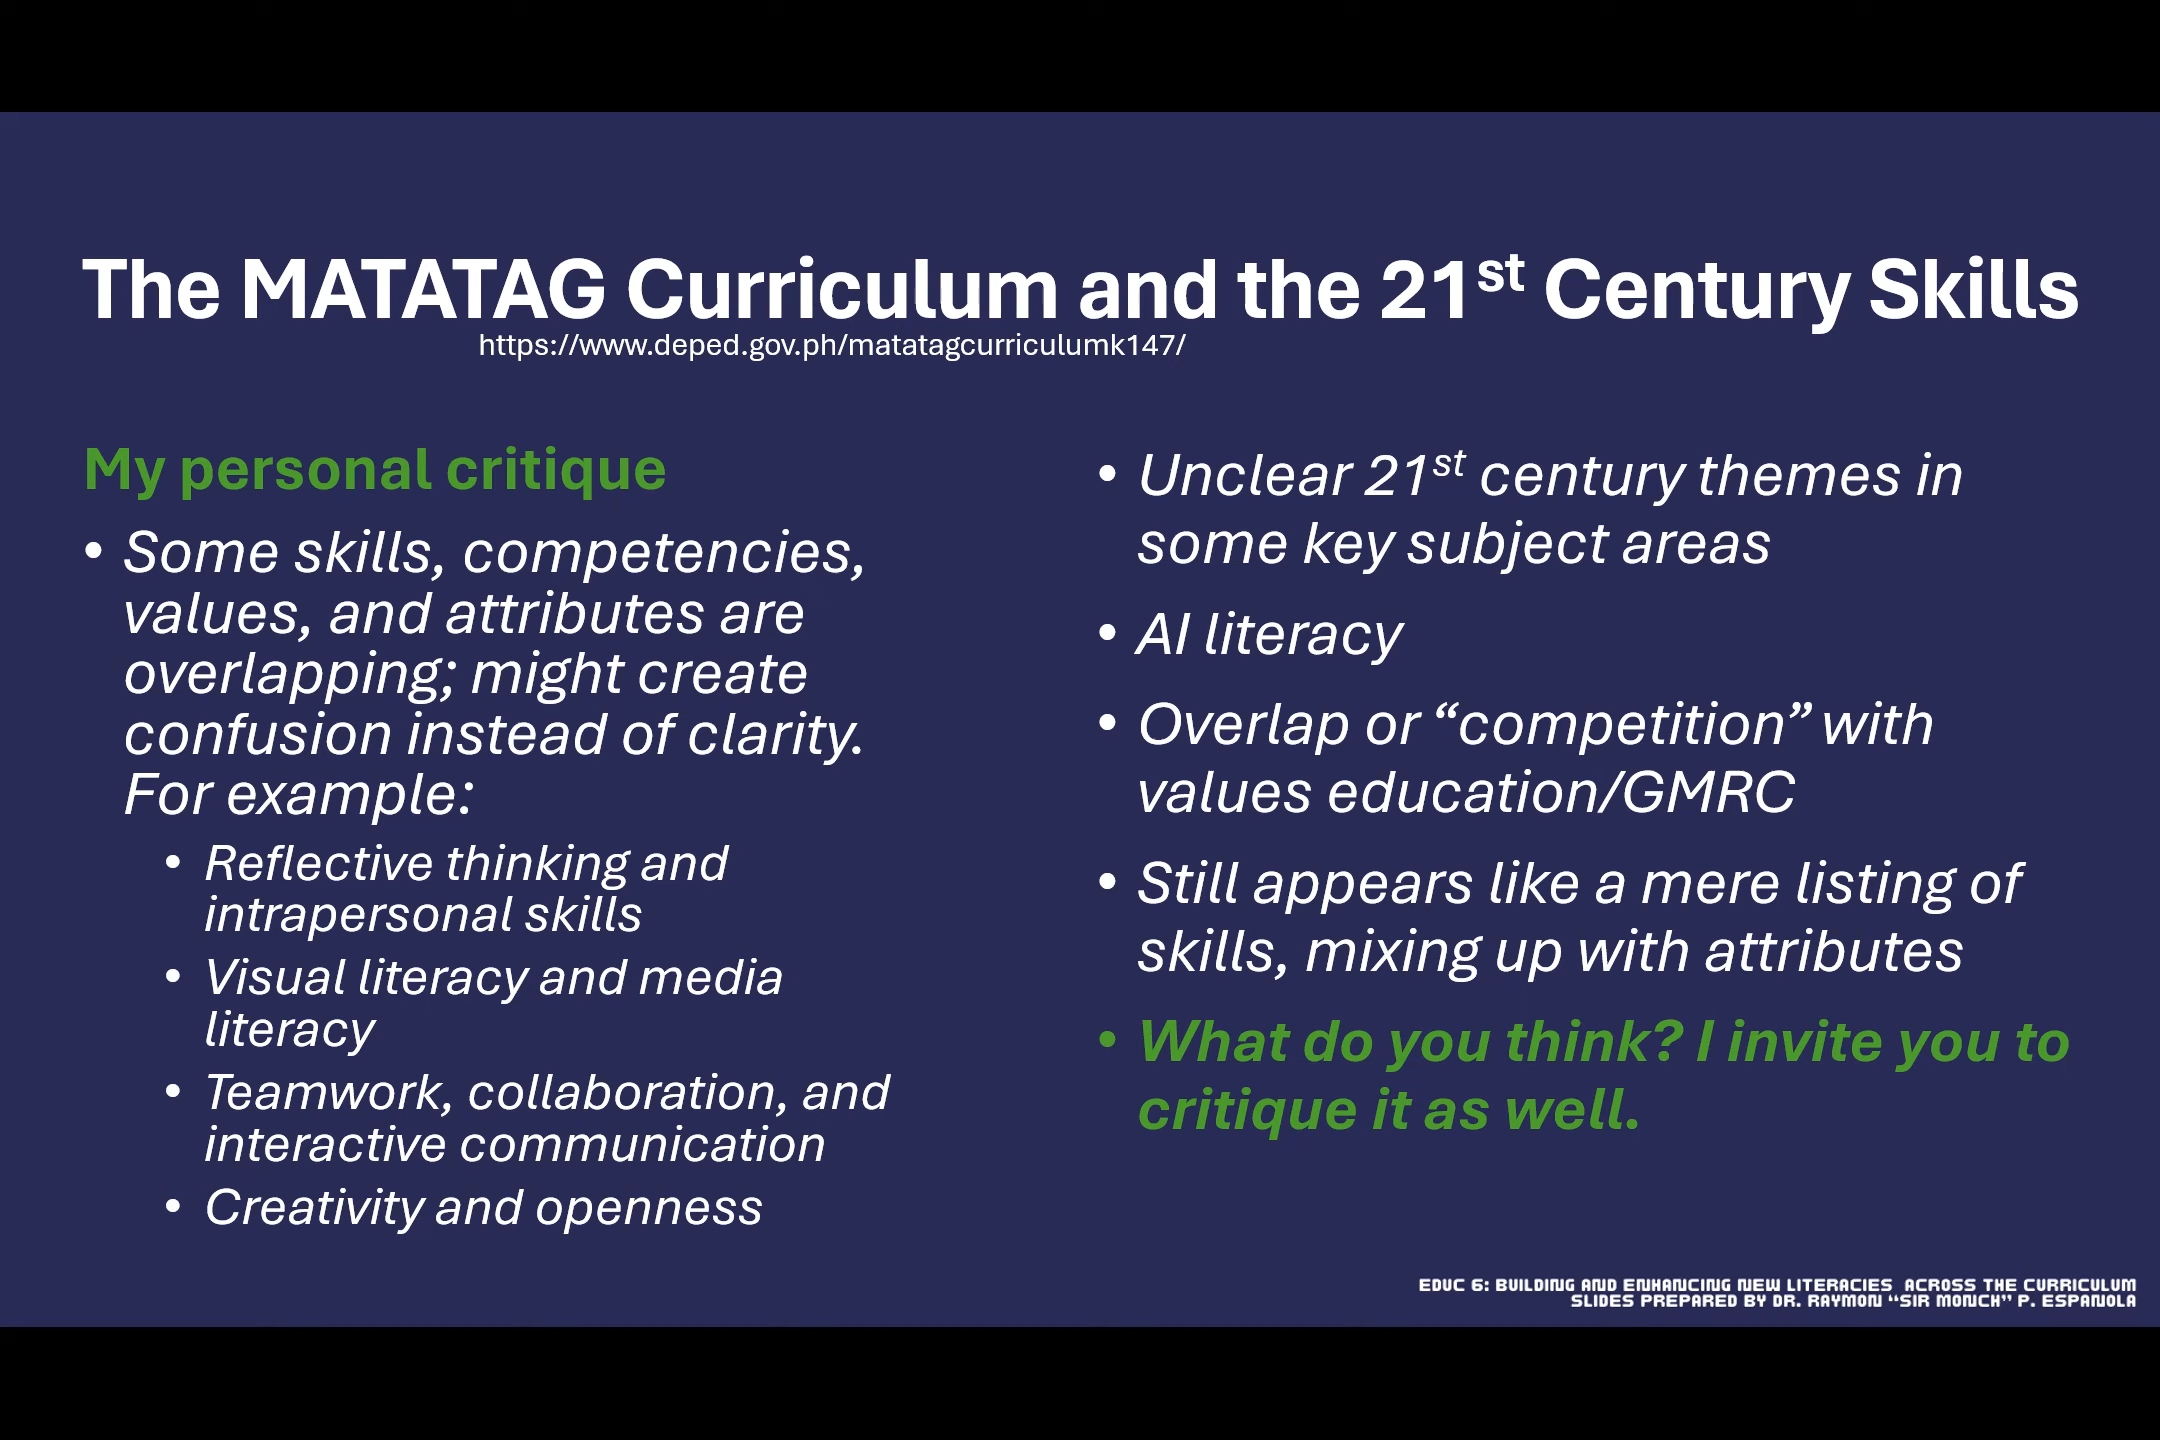 The MATATAG Curriculum and the 21st Century Skills
https://www.deped.gov.ph/matatagcurriculumk147/
My personal critique
• Some skills, competencies,
values, and attributes are
overlapping; might create
confusion instead of clarity.
For example:
• Reflective thinking and
intrapersonal skills
• Visual literacy and media
literacy
• Teamwork, collaboration, and
interactive communication
• Creativity and openness
• Unclear 21st century themes in
some key subject areas
• AI literacy
• Overlap or “competition” with
values education/GMRC
• Still appears like a mere listing of
skills, mixing up with attributes
• What do you think? I invite you to
critique it as well.
EDUC 6: BUILDING AND ENHANCING NEW LITERACIES ACROSS THE CURRICULUM
SLIDES PREPARED BY DR. RAYMON “SIR MONCH” P. ESPAÑOLA